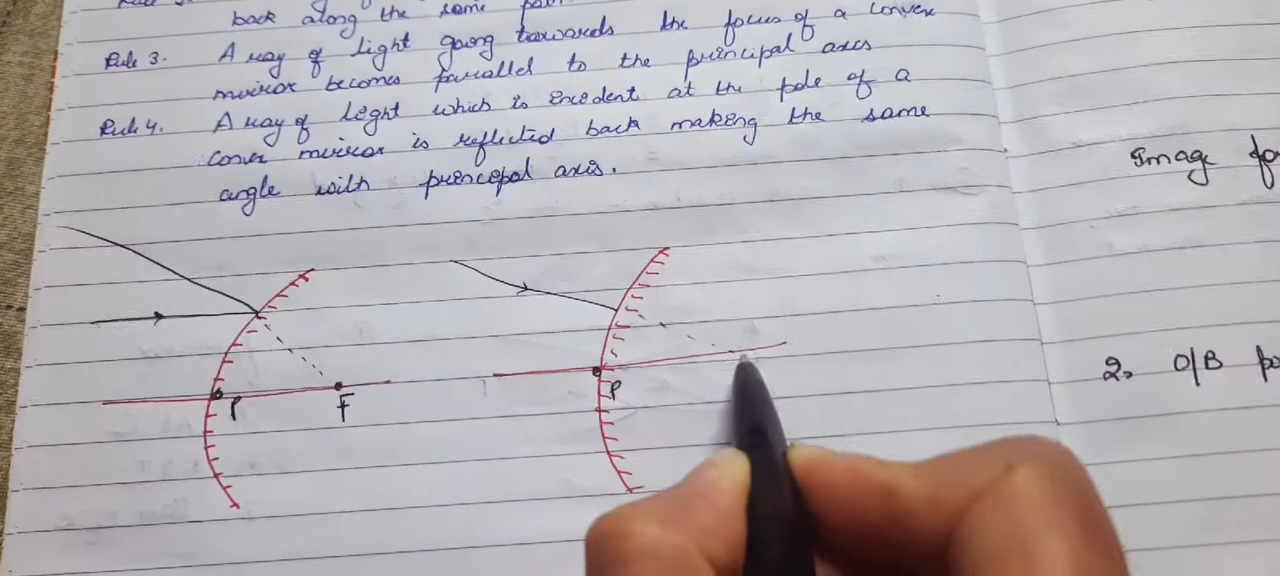 back along the same
Rule 3. A ray of light going towards the focus of a convex
mirror becomes parallel to the principal axis
Rule 4. A ray of light which is incedent at the pole of a
convex mirror is reflected back making the same
angle with principal axis.
P
F
P
Image fo
2. O/B